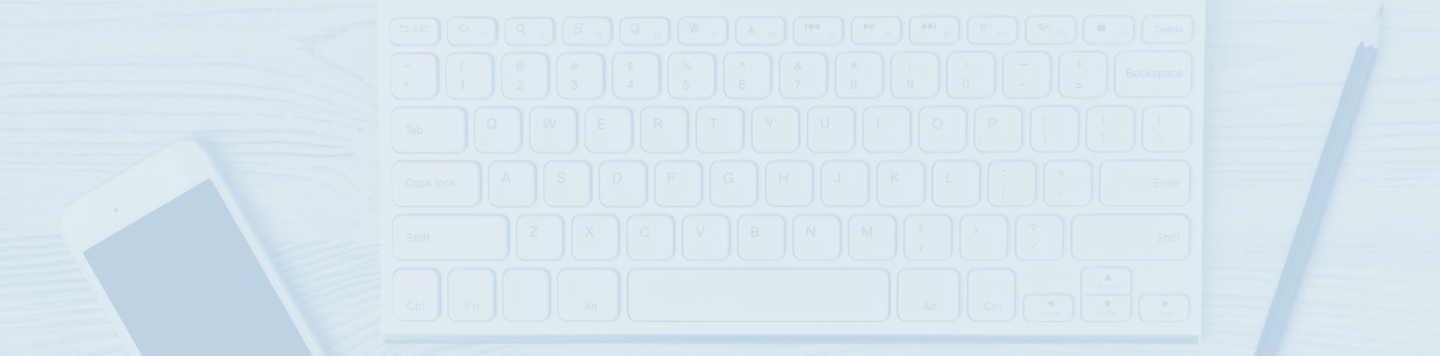 ESC Delete
~ ! @ # $ % ^ & * ( ) — +
` 1 2 3 4 5 6 7 8 9 0 - = Backspace
Tab Q W E R T Y U I O P
Caps lock A S D F G H J K L : " Enter
; '
Shift Z X C V B N M < > ? Shift
, . /
Ctrl Fn Alt Alt Ctrl